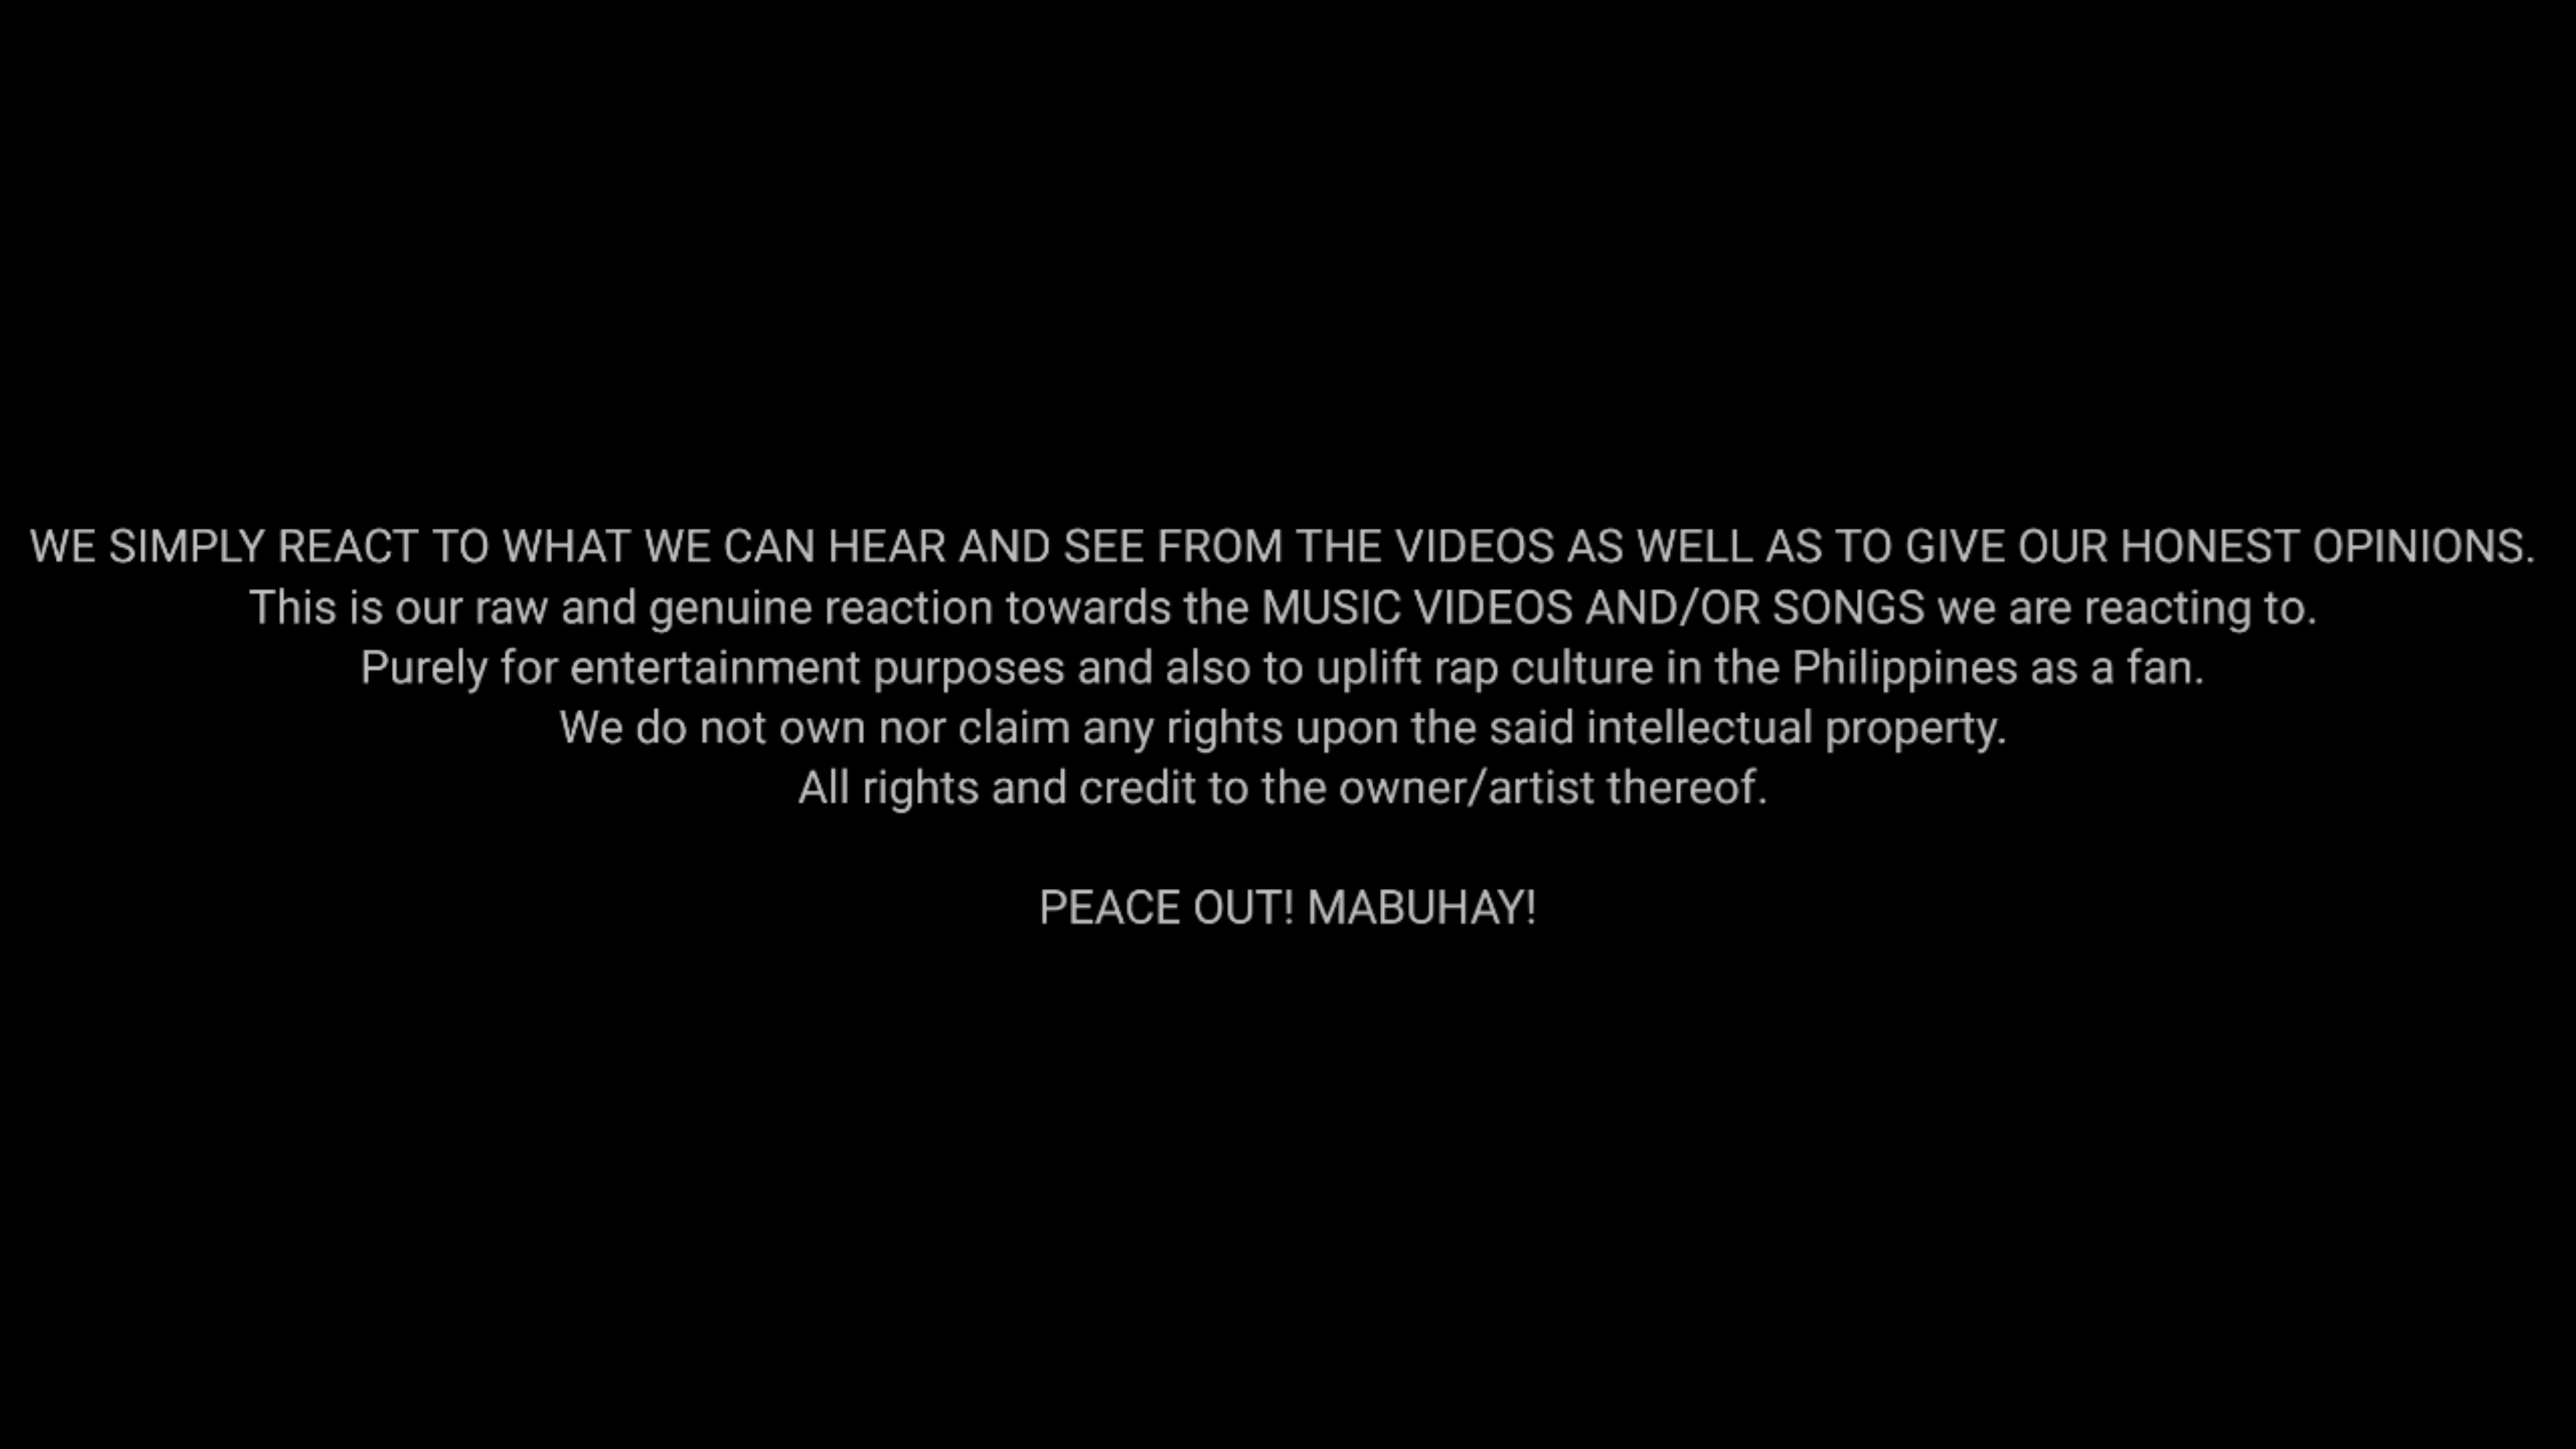 WE SIMPLY REACT TO WHAT WE CAN HEAR AND SEE FROM THE VIDEOS AS WELL AS TO GIVE OUR HONEST OPINIONS.
This is our raw and genuine reaction towards the MUSIC VIDEOS AND/OR SONGS we are reacting to.
Purely for entertainment purposes and also to uplift rap culture in the Philippines as a fan.
We do not own nor claim any rights upon the said intellectual property.
All rights and credit to the owner/artist thereof.
PEACE OUT! MABUHAY!